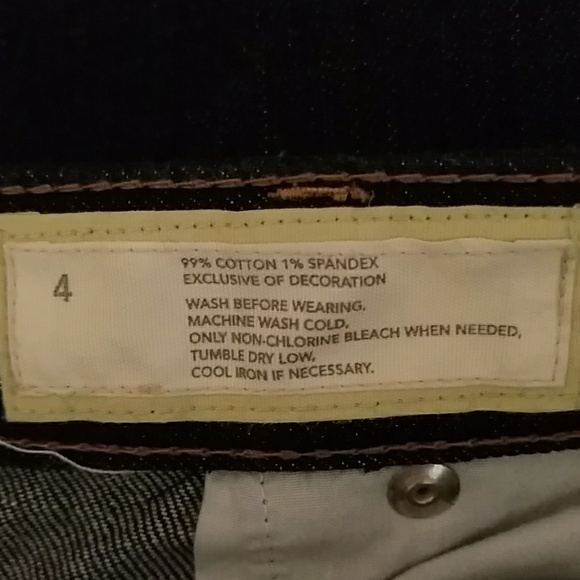 4
99% COTTON 1% SPANDEX
EXCLUSIVE OF DECORATION
WASH BEFORE WEARING,
MACHINE WASH COLD,
ONLY NON-CHLORINE BLEACH WHEN NEEDED,
TUMBLE DRY LOW,
COOL IRON IF NECESSARY.